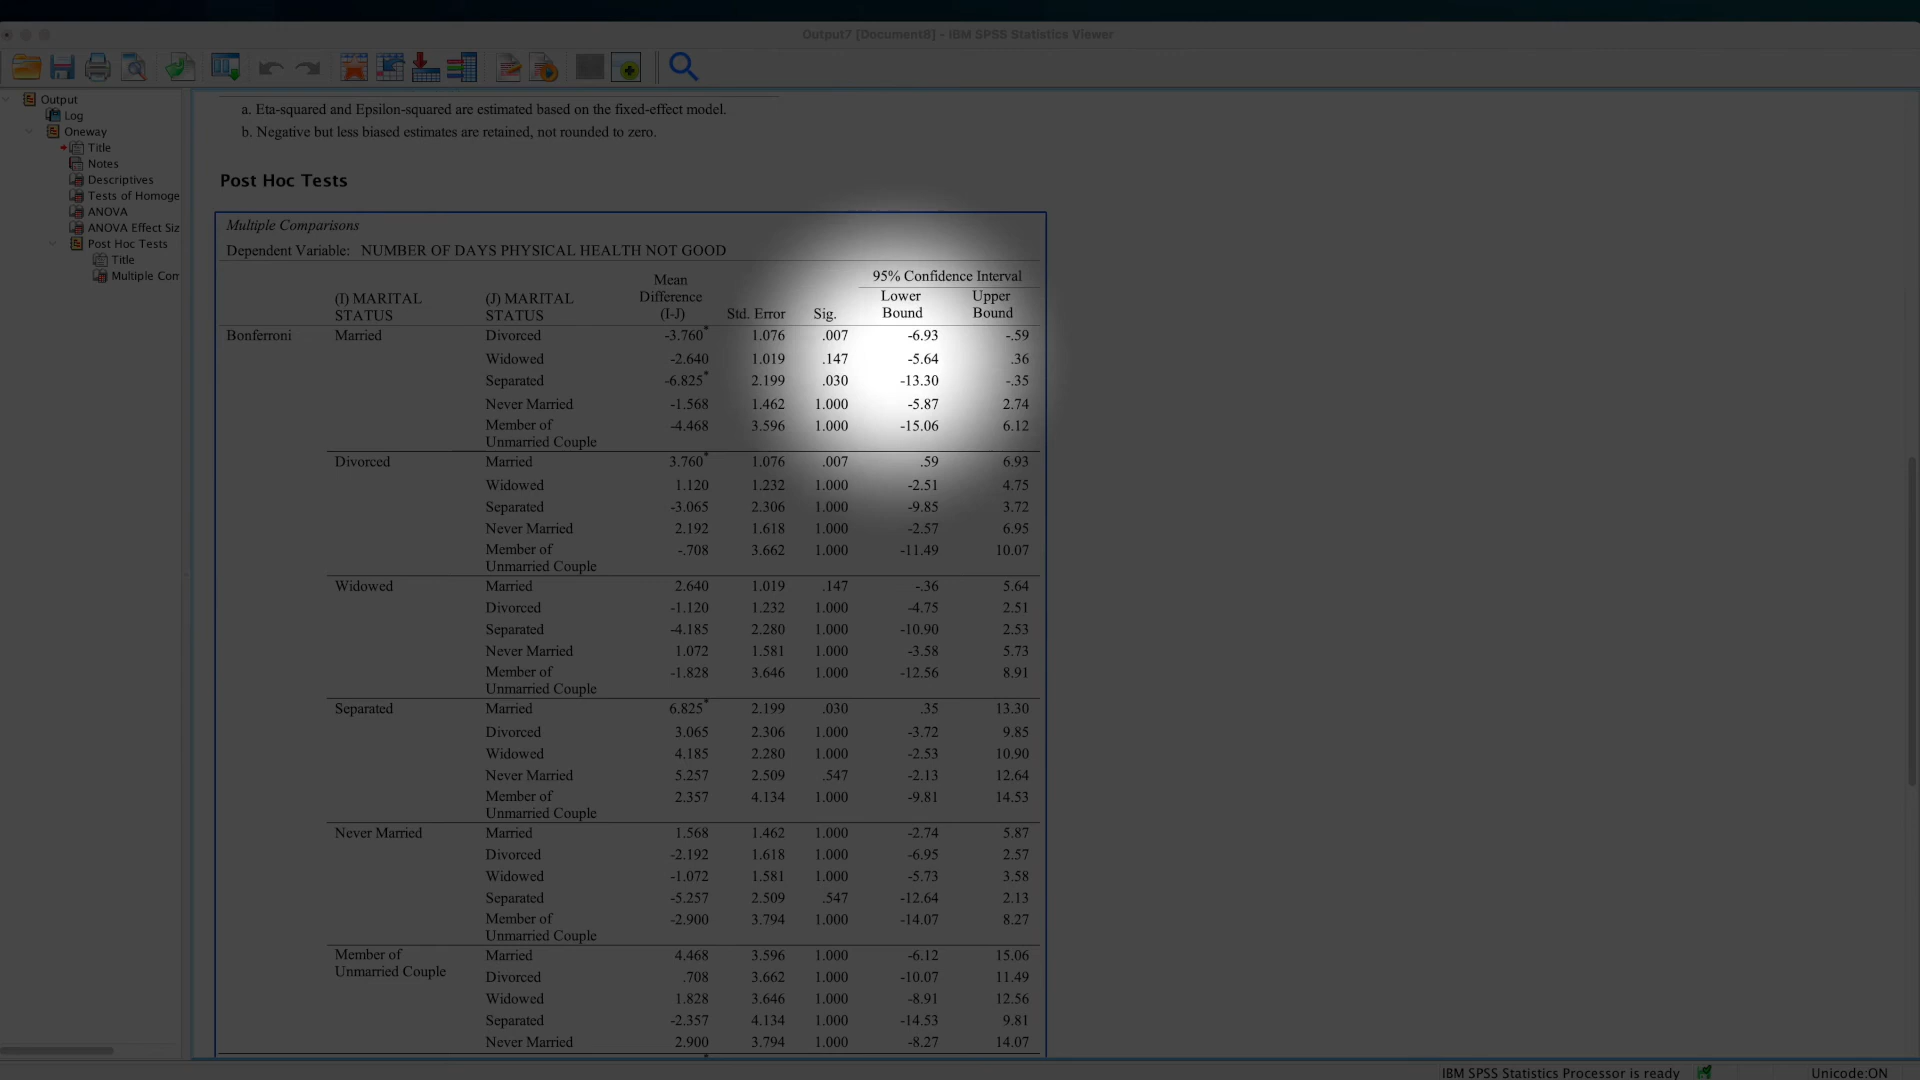 Output7 [Document8] - IBM SPSS Statistics Viewer
Output
Log
Oneway
Title
Notes
Descriptives
Tests of Homoge
ANOVA
ANOVA Effect Siz
Post Hoc Tests
Title
Multiple Com
a. Eta-squared and Epsilon-squared are estimated based on the fixed-effect model.
b. Negative but less biased estimates are retained, not rounded to zero.
Post Hoc Tests
Multiple Comparisons
Dependent Variable: NUMBER OF DAYS PHYSICAL HEALTH NOT GOOD
(I) MARITAL STATUS (J) MARITAL STATUS Mean Difference (I-J) Std. Error Sig. 95% Confidence Interval Lower Bound Upper Bound
Bonferroni Married Divorced -3.760* 1.076 .007 -6.93 -.59
Widowed -2.640 1.019 .147 -5.64 .36
Separated -6.825* 2.199 .030 -13.30 -.35
Never Married -1.568 1.462 1.000 -5.87 2.74
Member of Unmarried Couple -4.468 3.596 1.000 -15.06 6.12
Divorced Married 3.760* 1.076 .007 .59 6.93
Widowed 1.120 1.232 1.000 -2.51 4.75
Separated -3.065 2.306 1.000 -9.85 3.72
Never Married 2.192 1.618 1.000 -2.57 6.95
Member of Unmarried Couple -.708 3.662 1.000 -11.49 10.07
Widowed Married 2.640 1.019 .147 -.36 5.64
Divorced -1.120 1.232 1.000 -4.75 2.51
Separated -4.185 2.280 1.000 -10.90 2.53
Never Married 1.072 1.581 1.000 -3.58 5.73
Member of Unmarried Couple -1.828 3.646 1.000 -12.56 8.91
Separated Married 6.825* 2.199 .030 .35 13.30
Divorced 3.065 2.306 1.000 -3.72 9.85
Widowed 4.185 2.280 1.000 -2.53 10.90
Never Married 5.257 2.509 .547 -2.13 12.64
Member of Unmarried Couple 2.357 4.134 1.000 -9.81 14.53
Never Married Married 1.568 1.462 1.000 -2.74 5.87
Divorced -2.192 1.618 1.000 -6.95 2.57
Widowed -1.072 1.581 1.000 -5.73 3.58
Separated -5.257 2.509 .547 -12.64 2.13
Member of Unmarried Couple -2.900 3.794 1.000 -14.07 8.27
Member of Unmarried Couple Married 4.468 3.596 1.000 -6.12 15.06
Divorced .708 3.662 1.000 -10.07 11.49
Widowed 1.828 3.646 1.000 -8.91 12.56
Separated -2.357 4.134 1.000 -14.53 9.81
Never Married 2.900 3.794 1.000 -8.27 14.07
IBM SPSS Statistics Processor is ready
Unicode:ON